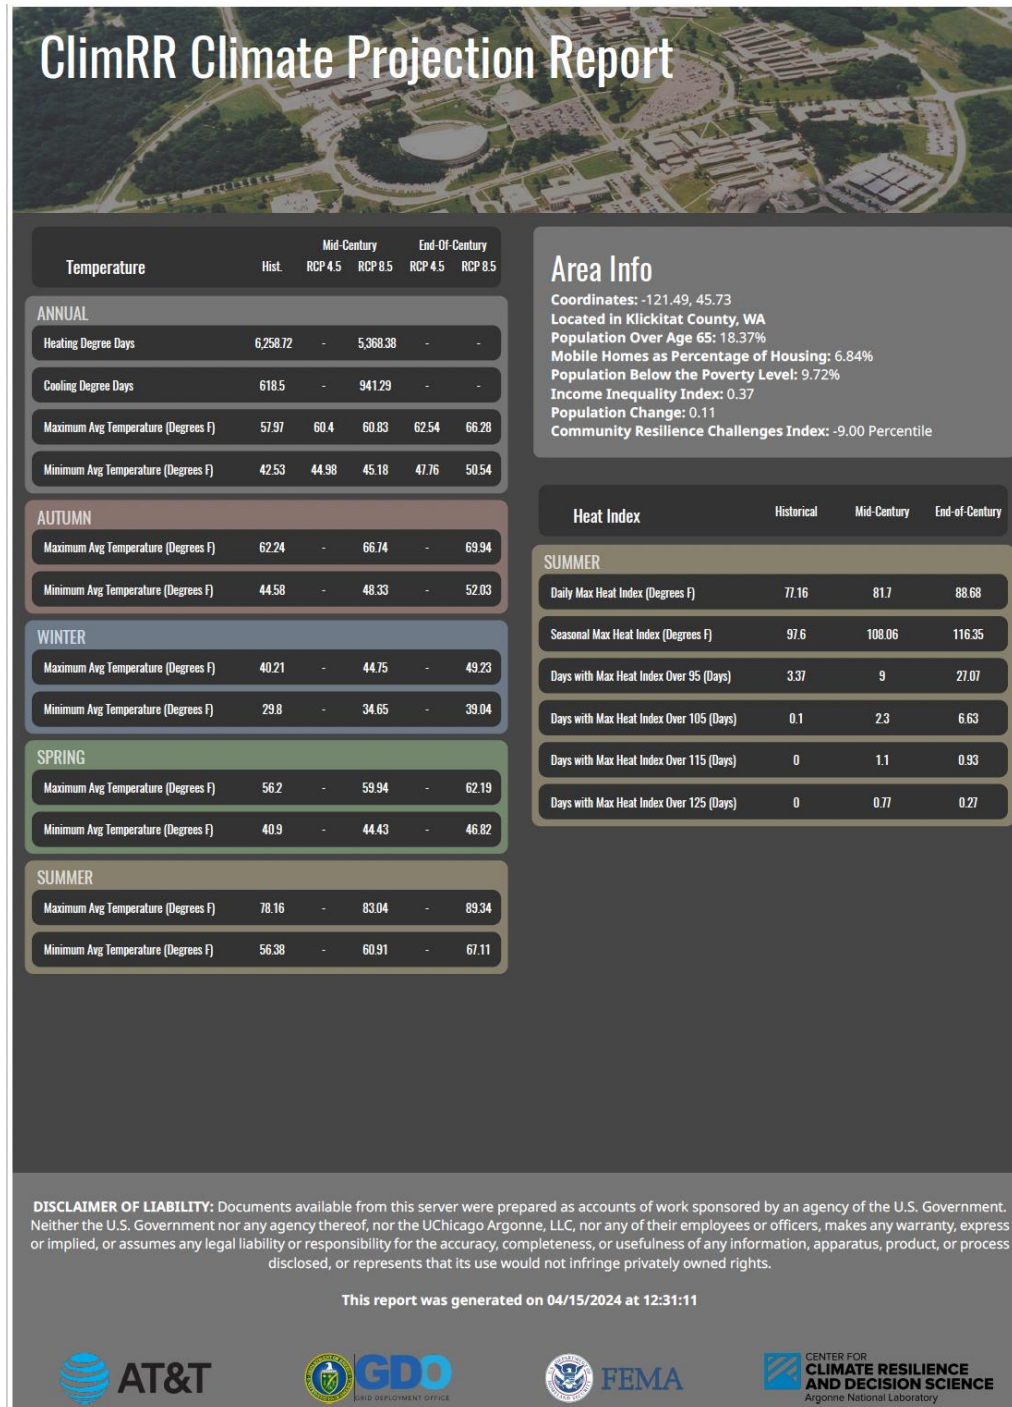 ClimRR Climate Projection Report
Mid-Century End-Of-Century
Temperature Hist. RCP 4.5 RCP 8.5 RCP 4.5 RCP 8.5
ANNUAL
Heating Degree Days 6,258.72 - 5,368.38 - -
Cooling Degree Days 618.5 - 941.29 - -
Maximum Avg Temperature (Degrees F) 57.97 60.4 60.83 62.54 66.28
Minimum Avg Temperature (Degrees F) 42.53 44.98 45.18 47.76 50.54
AUTUMN
Maximum Avg Temperature (Degrees F) 62.24 - 66.74 - 69.94
Minimum Avg Temperature (Degrees F) 44.58 - 48.33 - 52.03
WINTER
Maximum Avg Temperature (Degrees F) 40.21 - 44.75 - 49.23
Minimum Avg Temperature (Degrees F) 29.8 - 34.65 - 39.04
SPRING
Maximum Avg Temperature (Degrees F) 56.2 - 59.94 - 62.19
Minimum Avg Temperature (Degrees F) 40.9 - 44.43 - 46.82
SUMMER
Maximum Avg Temperature (Degrees F) 78.16 - 83.04 - 89.34
Minimum Avg Temperature (Degrees F) 56.38 - 60.91 - 67.11
Area Info
Coordinates: -121.49, 45.73
Located in Klickitat County, WA
Population Over Age 65: 18.37%
Mobile Homes as Percentage of Housing: 6.84%
Population Below the Poverty Level: 9.72%
Income Inequality Index: 0.37
Population Change: 0.11
Community Resilience Challenges Index: -9.00 Percentile
Heat Index Historical Mid-Century End-of-Century
SUMMER
Daily Max Heat Index (Degrees F) 77.16 81.7 88.68
Seasonal Max Heat Index (Degrees F) 97.6 108.06 116.35
Days with Max Heat Index Over 95 (Days) 3.37 9 27.07
Days with Max Heat Index Over 105 (Days) 0.1 2.3 6.63
Days with Max Heat Index Over 115 (Days) 0 1.1 0.93
Days with Max Heat Index Over 125 (Days) 0 0.77 0.27
DISCLAIMER OF LIABILITY: Documents available from this server were prepared as accounts of work sponsored by an agency of the U.S. Government.
Neither the U.S. Government nor any agency thereof, nor the UChicago Argonne, LLC, nor any of their employees or officers, makes any warranty, express
or implied, or assumes any legal liability or responsibility for the accuracy, completeness, or usefulness of any information, apparatus, product, or process
disclosed, or represents that its use would not infringe privately owned rights.
This report was generated on 04/15/2024 at 12:31:11
AT&T
GDO
GRID DEPLOYMENT OFFICE
FEMA
CENTER FOR
CLIMATE RESILIENCE
AND DECISION SCIENCE
Argonne National Laboratory